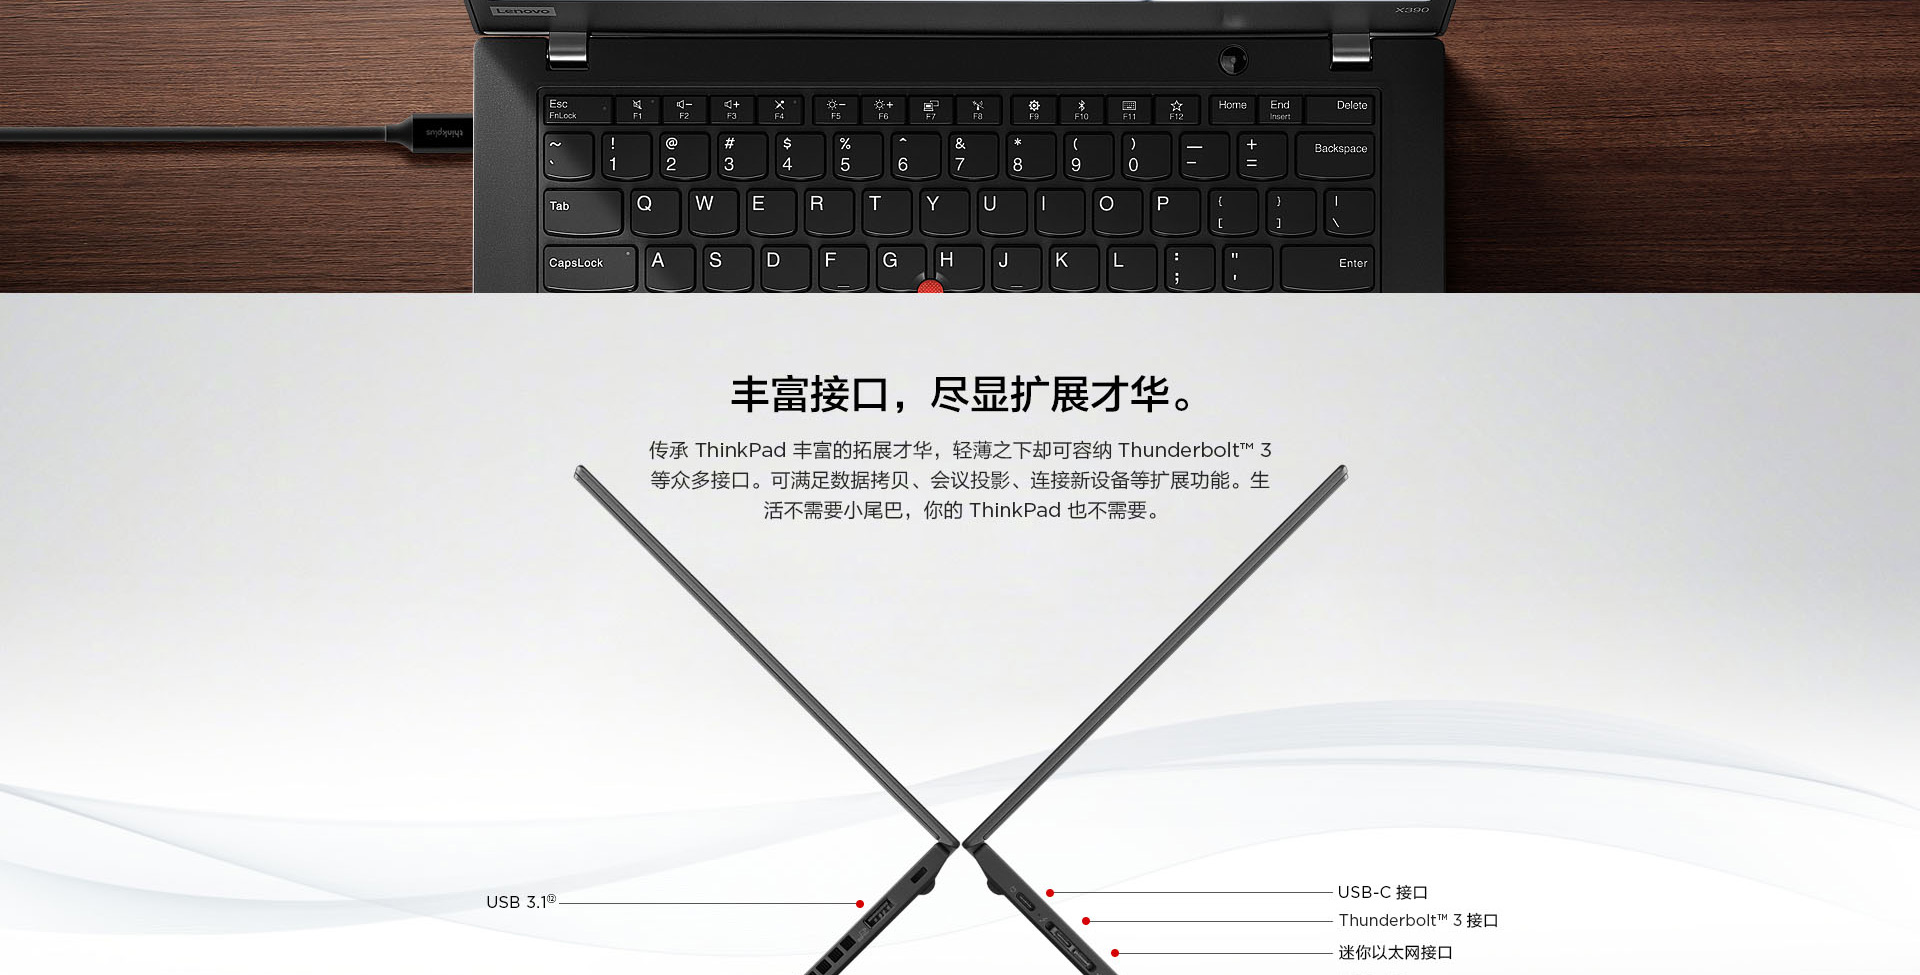 Lenovo
X390
thinkplus
Esc FnLock F1 F2 F3 F4 F5 F6 F7 F8 F9 F10 F11 F12 Home End Insert Delete
~ ` ! 1 @ 2 # 3 $ 4 % 5 ^ 6 & 7 * 8 ( 9 ) 0 — - + = Backspace
Tab Q W E R T Y U I O P { [ } ] | \
CapsLock A S D F G H J K L : ; " ' Enter
丰富接口，尽显扩展才华。
传承 ThinkPad 丰富的拓展才华，轻薄之下却可容纳 Thunderbolt™ 3
等众多接口。可满足数据拷贝、会议投影、连接新设备等扩展功能。生
活不需要小尾巴，你的 ThinkPad 也不需要。
USB 3.1⑫
USB-C 接口
Thunderbolt™ 3 接口
迷你以太网接口